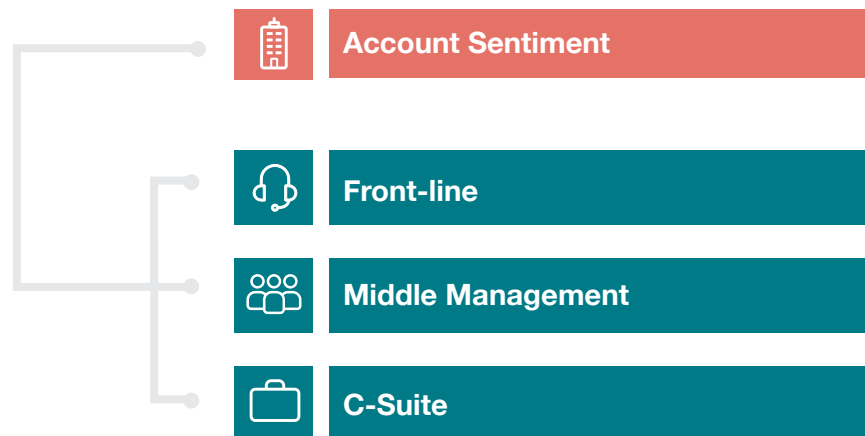 Account Sentiment
Front-line
Middle Management
C-Suite